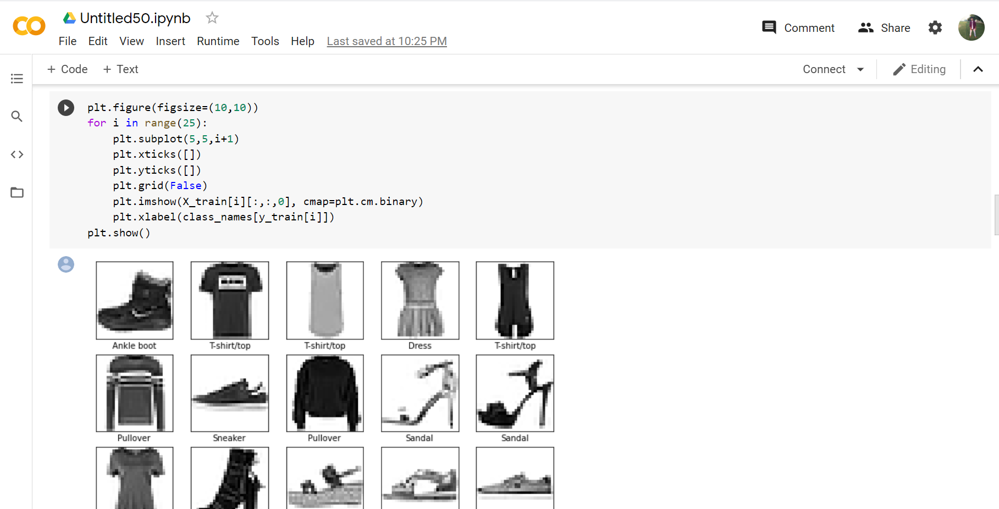 Untitled50.ipynb
File Edit View Insert Runtime Tools Help Last saved at 10:25 PM
Comment Share
+ Code + Text
Connect Editing
plt.figure(figsize=(10,10))
for i in range(25):
    plt.subplot(5,5,i+1)
    plt.xticks([])
    plt.yticks([])
    plt.grid(False)
    plt.imshow(X_train[i][:,:,0], cmap=plt.cm.binary)
    plt.xlabel(class_names[y_train[i]])
plt.show()
Ankle boot T-shirt/top T-shirt/top Dress T-shirt/top
Pullover Sneaker Pullover Sandal Sandal